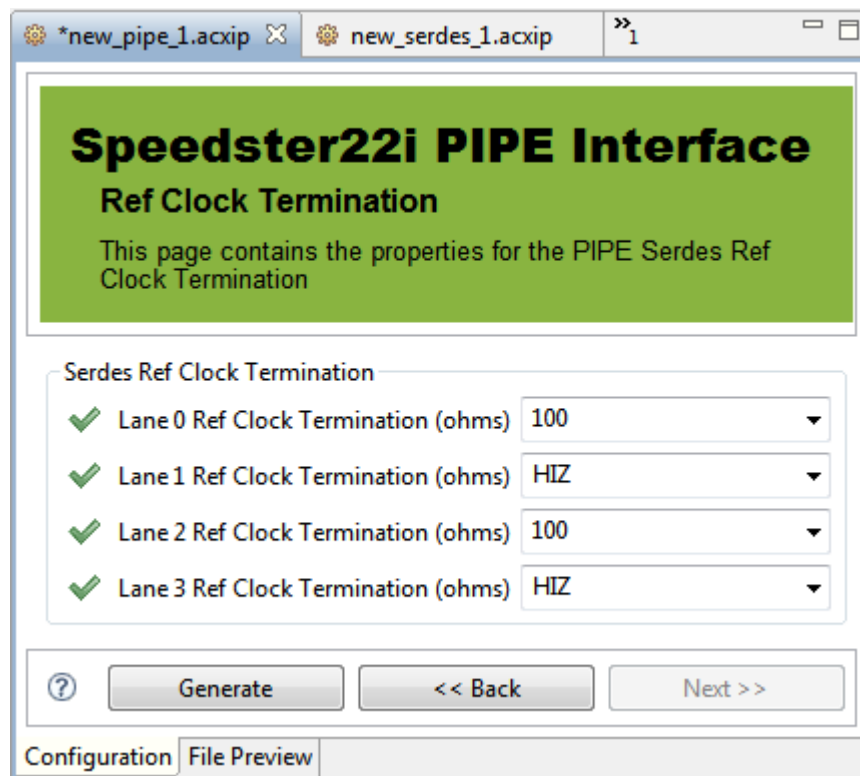 *new_pipe_1.acxip
new_serdes_1.acxip
»1
Speedster22i PIPE Interface
Ref Clock Termination
This page contains the properties for the PIPE Serdes Ref
Clock Termination
Serdes Ref Clock Termination
Lane 0 Ref Clock Termination (ohms) 100
Lane 1 Ref Clock Termination (ohms) HIZ
Lane 2 Ref Clock Termination (ohms) 100
Lane 3 Ref Clock Termination (ohms) HIZ
? Generate << Back Next >>
Configuration File Preview